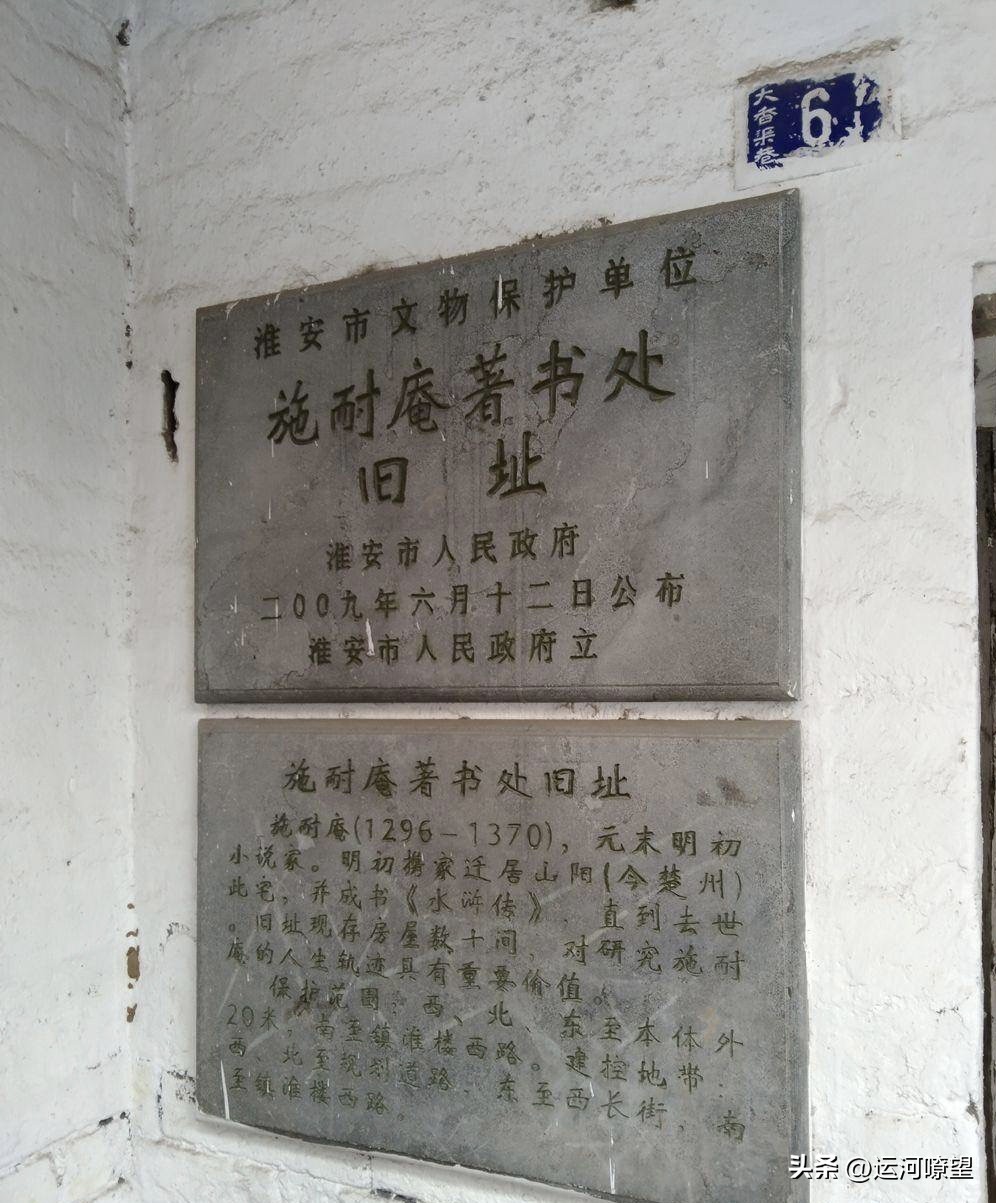 大香渠巷
6
淮安市文物保护单位
施耐庵著书处
旧址
淮安市人民政府
二00九年六月十二日公布
淮安市人民政府立
施耐庵著书处旧址
施耐庵(1296－1370)，元末明初
小说家。明初携家迁居山阳(今楚州)
此宅，并成书《水浒传》，直到去世
。旧址现存房屋数十间，对研究施耐
庵的人生轨迹具有重要价值。
保护范围：西、北、东至本体外
20米，南至镇淮楼西路。建控地带：
西、北至规划道路，东至西长街，南
至镇淮楼西路。
头条 @运河嘹望